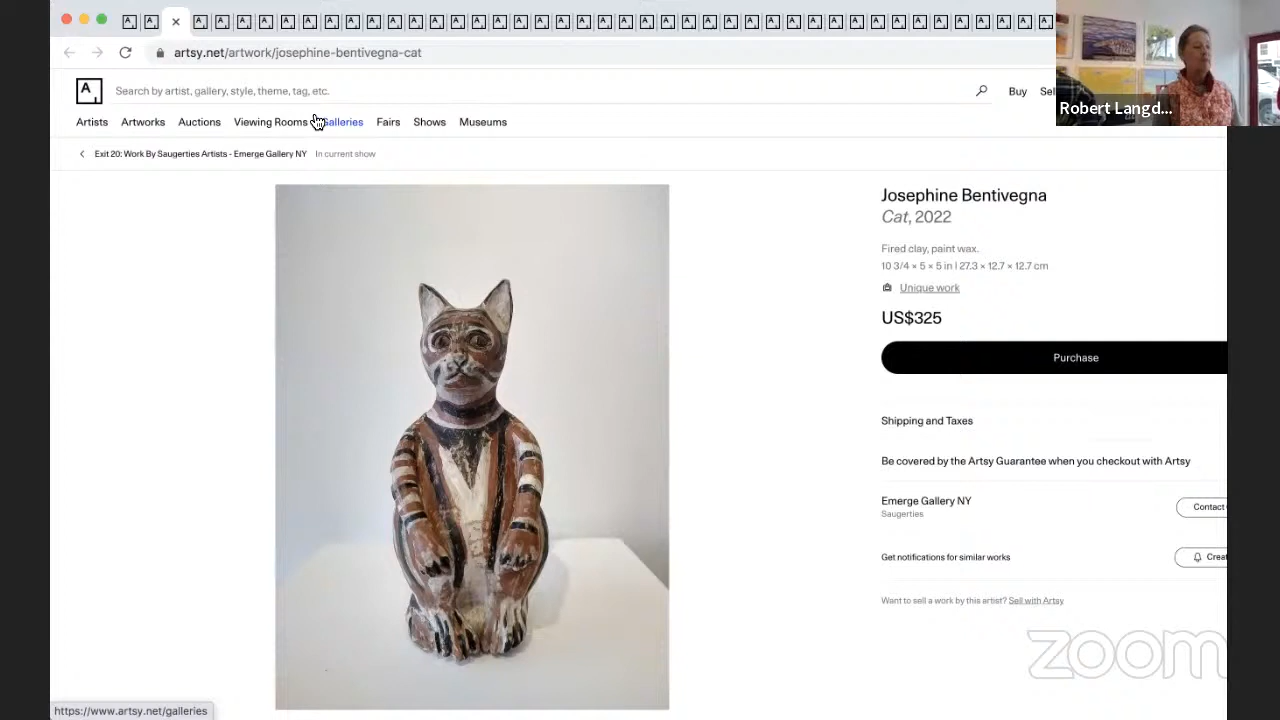 artsy.net/artwork/josephine-bentivegna-cat
Robert Langd...
A
Search by artist, gallery, style, theme, tag, etc.
Buy
Artists Artworks Auctions Viewing Rooms Galleries Fairs Shows Museums
Exit 20: Work By Saugerties Artists - Emerge Gallery NY In current show
Josephine Bentivegna
Cat, 2022
Fired clay, paint wax.
10 3/4 × 5 × 5 in | 27.3 × 12.7 × 12.7 cm
Unique work
US$325
Purchase
Shipping and Taxes
Be covered by the Artsy Guarantee when you checkout with Artsy
Emerge Gallery NY
Saugerties
Contact
Get notifications for similar works
Want to sell a work by this artist? Sell with Artsy
zoom
https://www.artsy.net/galleries